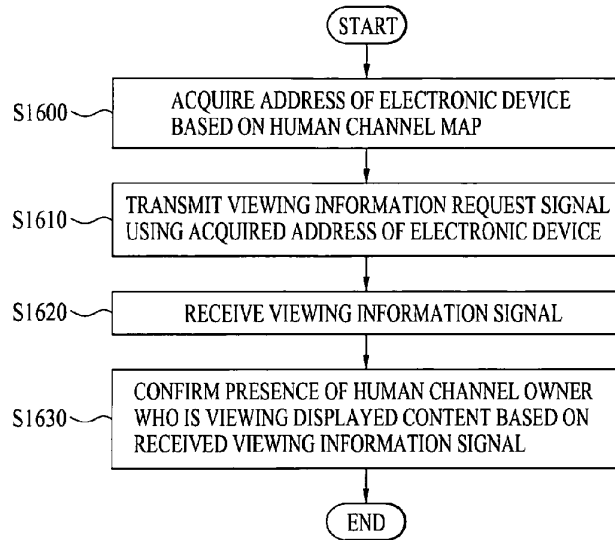 START
S1600
ACQUIRE ADDRESS OF ELECTRONIC DEVICE
BASED ON HUMAN CHANNEL MAP
S1610
TRANSMIT VIEWING INFORMATION REQUEST SIGNAL
USING ACQUIRED ADDRESS OF ELECTRONIC DEVICE
S1620
RECEIVE VIEWING INFORMATION SIGNAL
S1630
CONFIRM PRESENCE OF HUMAN CHANNEL OWNER
WHO IS VIEWING DISPLAYED CONTENT BASED ON
RECEIVED VIEWING INFORMATION SIGNAL
END